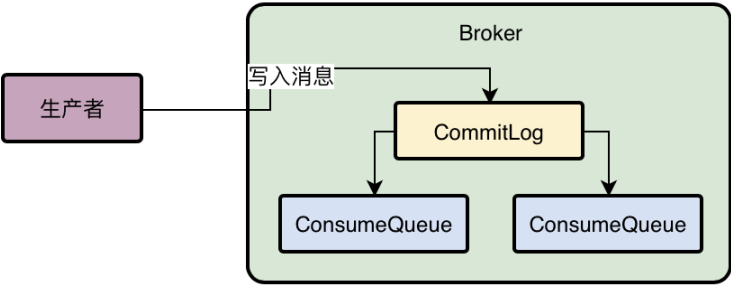 Broker
写入消息
生产者
CommitLog
ConsumeQueue
ConsumeQueue